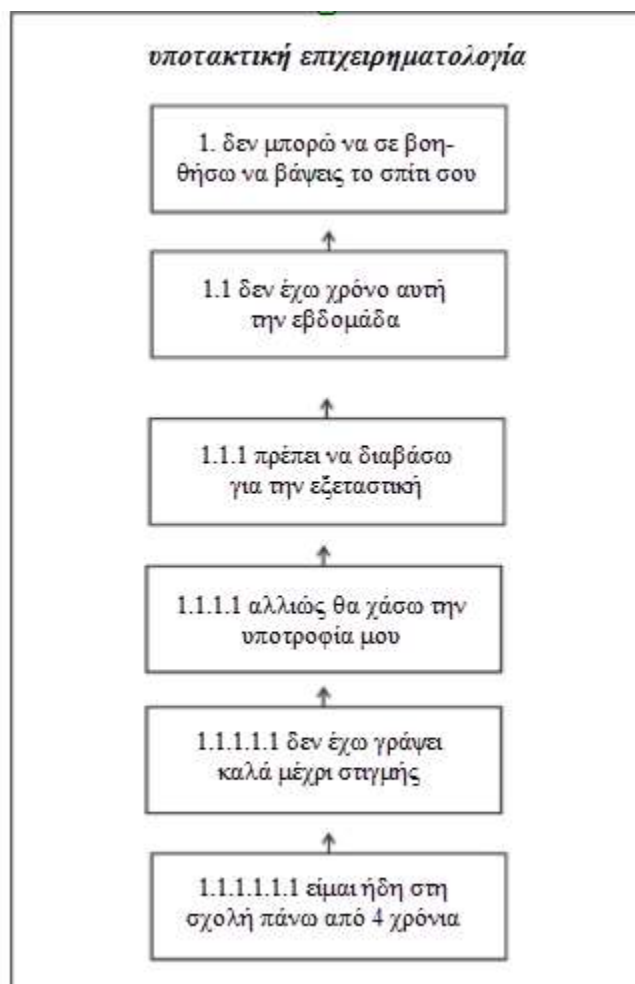 υποτακτική επιχειρηματολογία
1. δεν μπορώ να σε βοη-
θήσω να βάψεις το σπίτι σου
1.1 δεν έχω χρόνο αυτή
την εβδομάδα
1.1.1 πρέπει να διαβάσω
για την εξεταστική
1.1.1.1 αλλιώς θα χάσω την
υποτροφία μου
1.1.1.1.1 δεν έχω γράψει
καλά μέχρι στιγμής
1.1.1.1.1.1 είμαι ήδη στη
σχολή πάνω από 4 χρόνια